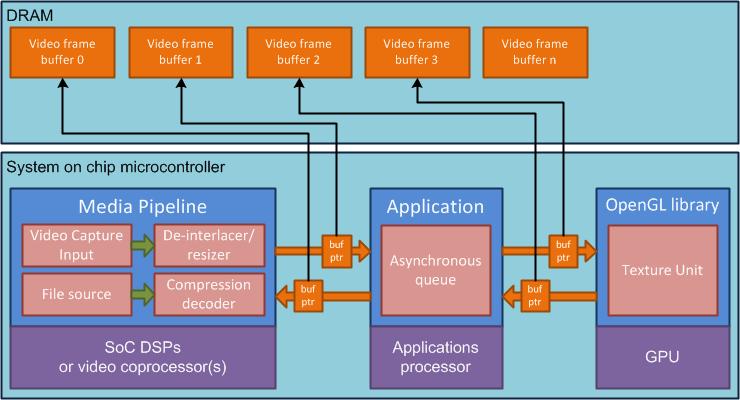 DRAM
Video frame
buffer 0
Video frame
buffer 1
Video frame
buffer 2
Video frame
buffer 3
Video frame
buffer n
System on chip microcontroller
Media Pipeline
Video Capture
Input
De-interlacer/
resizer
File source
Compression
decoder
SoC DSPs
or video coprocessor(s)
buf
ptr
buf
ptr
Application
Asynchronous
queue
Applications
processor
buf
ptr
buf
ptr
OpenGL library
Texture Unit
GPU